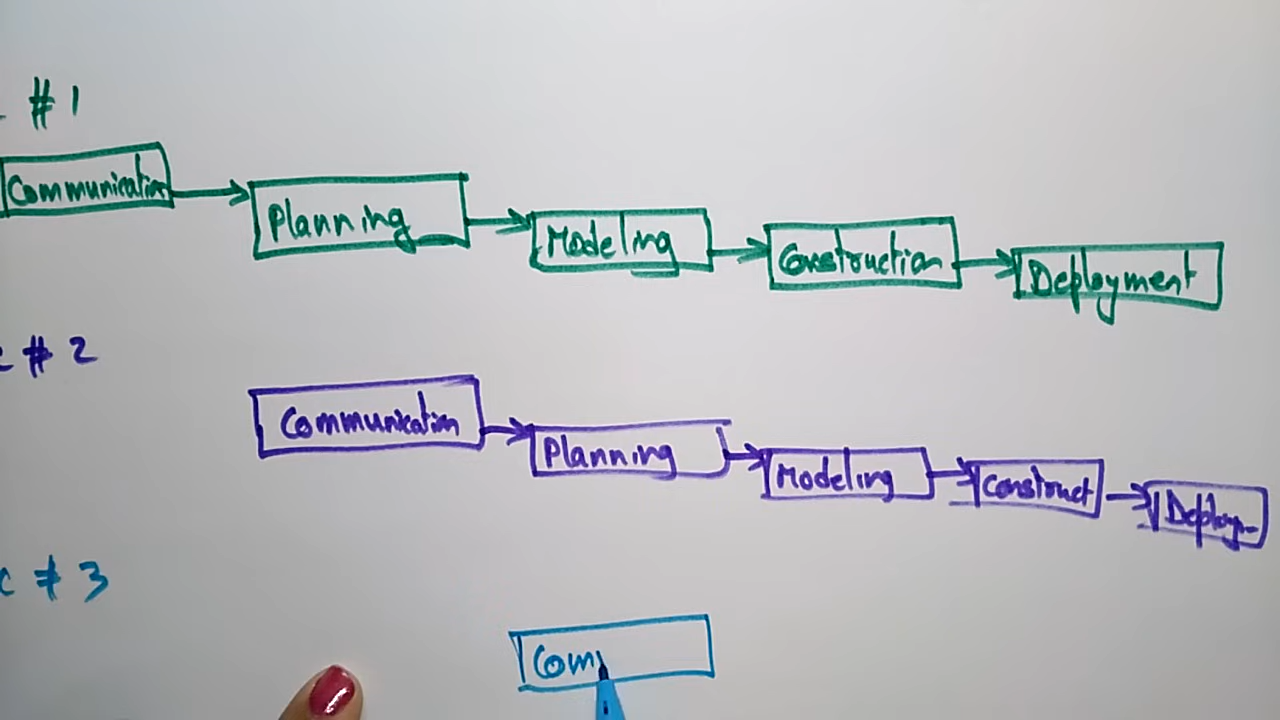 # 1
Communication
Planning
Modeling
Construction
Deployment
# 2
Communication
Planning
Modeling
Construct
Deploy..
c # 3
Com